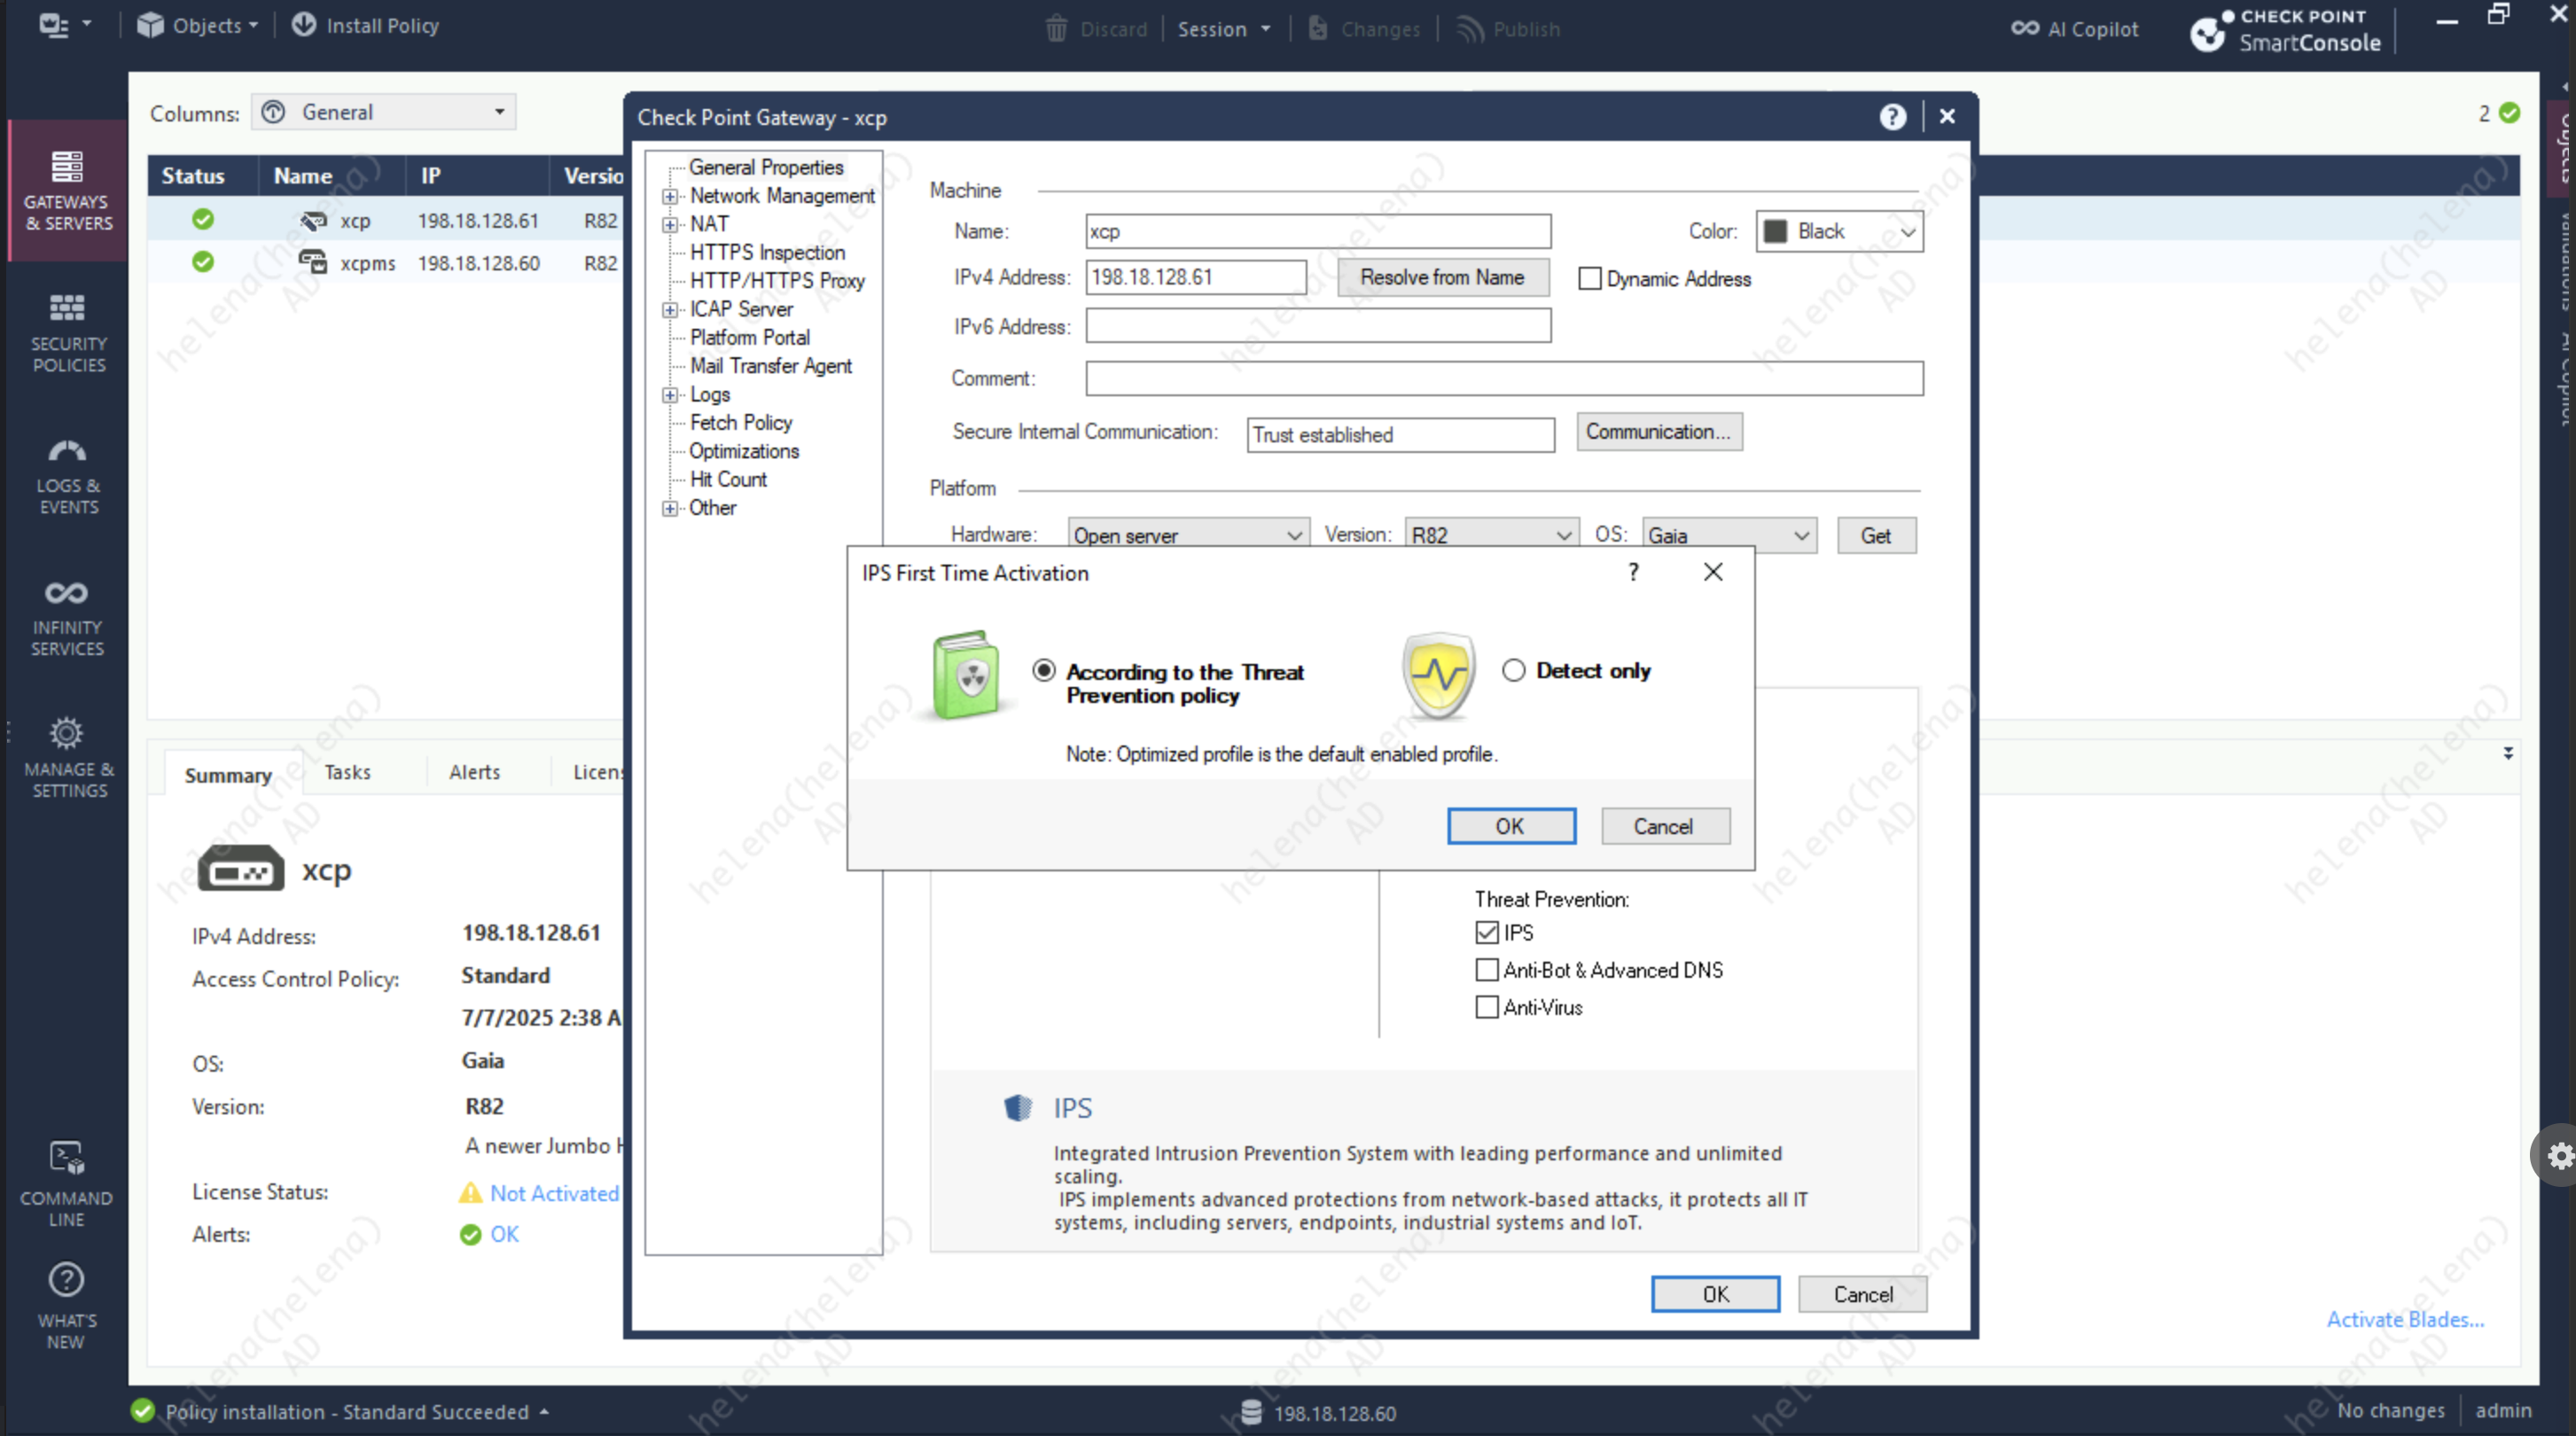 Objects
Install Policy
Discard
Session
Changes
Publish
AI Copilot
CHECK POINT
SmartConsole
GATEWAYS
& SERVERS
SECURITY
POLICIES
LOGS &
EVENTS
INFINITY
SERVICES
MANAGE &
SETTINGS
COMMAND
LINE
WHAT'S
NEW
Columns:
General
2
Status Name IP Versio
xcp 198.18.128.61 R82
xcpms 198.18.128.60 R82
Summary Tasks Alerts Licens
xcp
IPv4 Address: 198.18.128.61
Access Control Policy: Standard
7/7/2025 2:38 A
OS: Gaia
Version: R82
A newer Jumbo H
License Status: Not Activated
Alerts: OK
Check Point Gateway - xcp
General Properties
Network Management
NAT
HTTPS Inspection
HTTP/HTTPS Proxy
ICAP Server
Platform Portal
Mail Transfer Agent
Logs
Fetch Policy
Optimizations
Hit Count
Other
Machine
Name: xcp Color: Black
IPv4 Address: 198.18.128.61 Resolve from Name Dynamic Address
IPv6 Address:
Comment:
Secure Internal Communication: Trust established Communication...
Platform
Hardware: Open server Version: R82 OS: Gaia Get
IPS First Time Activation
?
According to the Threat
Prevention policy
Detect only
Note: Optimized profile is the default enabled profile.
OK Cancel
Threat Prevention:
IPS
Anti-Bot & Advanced DNS
Anti-Virus
IPS
Integrated Intrusion Prevention System with leading performance and unlimited
scaling.
IPS implements advanced protections from network-based attacks, it protects all IT
systems, including servers, endpoints, industrial systems and IoT.
OK Cancel
Activate Blades...
Objects
Validations
AI Copilot
Policy installation - Standard Succeeded
198.18.128.60
No changes
admin
helena(helena)
AD